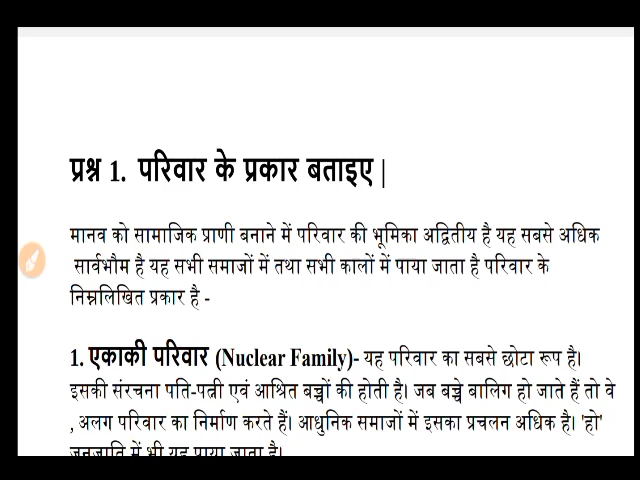 प्रश्न 1. परिवार के प्रकार बताइए |
मानव को सामाजिक प्राणी बनाने में परिवार की भूमिका अद्वितीय है यह सबसे अधिक
सार्वभौम है यह सभी समाजों में तथा सभी कालों में पाया जाता है परिवार के
निम्नलिखित प्रकार है -
1. एकाकी परिवार (Nuclear Family)- यह परिवार का सबसे छोटा रूप है।
इसकी संरचना पति-पत्नी एवं आश्रित बच्चों की होती है। जब बच्चे बालिग हो जाते हैं तो वे
, अलग परिवार का निर्माण करते हैं। आधुनिक समाजों में इसका प्रचलन अधिक है। 'हो'
जनजाति में भी यह पाया जाता है।